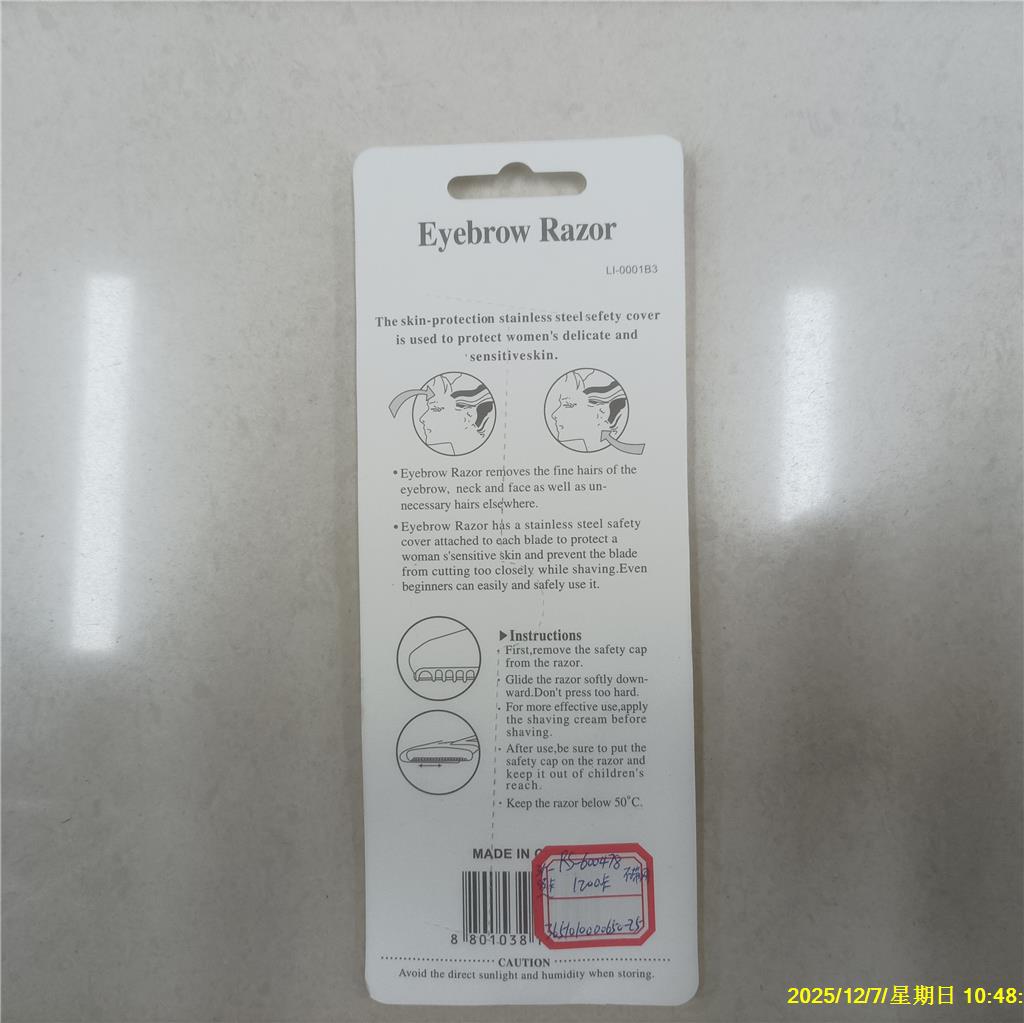 Eyebrow Razor
LI-0001B3
The skin-protection stainless steel sefety cover
is used to protect women's delicate and
sensitiveskin.
• Eyebrow Razor removes the fine hairs of the
eyebrow, neck and face as well as un-
necessary hairs elsewhere.
• Eyebrow Razor has a stainless steel safety
cover attached to each blade to protect a
woman s'sensitive skin and prevent the blade
from cutting too closely while shaving.Even
beginners can easily and safely use it.
▶Instructions
· First,remove the safety cap
from the razor.
· Glide the razor softly down-
ward.Don't press too hard.
· For more effective use,apply
the shaving cream before
shaving.
· After use,be sure to put the
safety cap on the razor and
keep it out of children's
reach.
· Keep the razor below 50°C.
MADE IN C
RS-600478
1200卡
8 801038
CAUTION
Avoid the direct sunlight and humidity when storing.
2025/12/7/星期日 10:48: